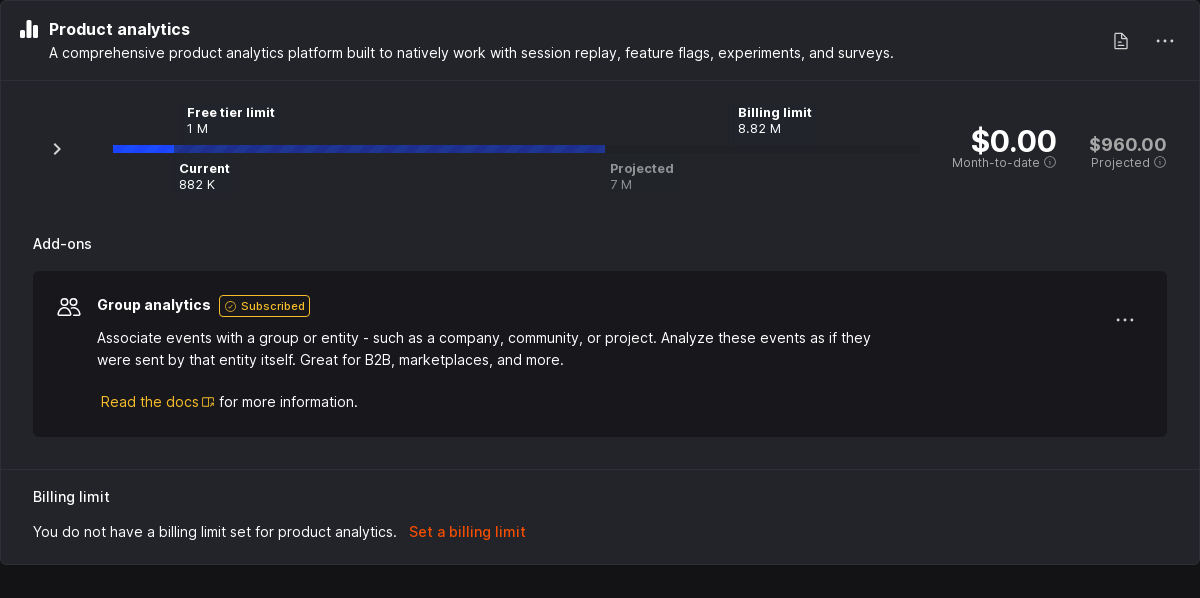 Product analytics
A comprehensive product analytics platform built to natively work with session replay, feature flags, experiments, and surveys.
Free tier limit
1 M
Billing limit
8.82 M
Current
882 K
Projected
7 M
$0.00
Month-to-date
$960.00
Projected
Add-ons
Group analytics Subscribed
Associate events with a group or entity - such as a company, community, or project. Analyze these events as if they
were sent by that entity itself. Great for B2B, marketplaces, and more.
Read the docs for more information.
Billing limit
You do not have a billing limit set for product analytics. Set a billing limit